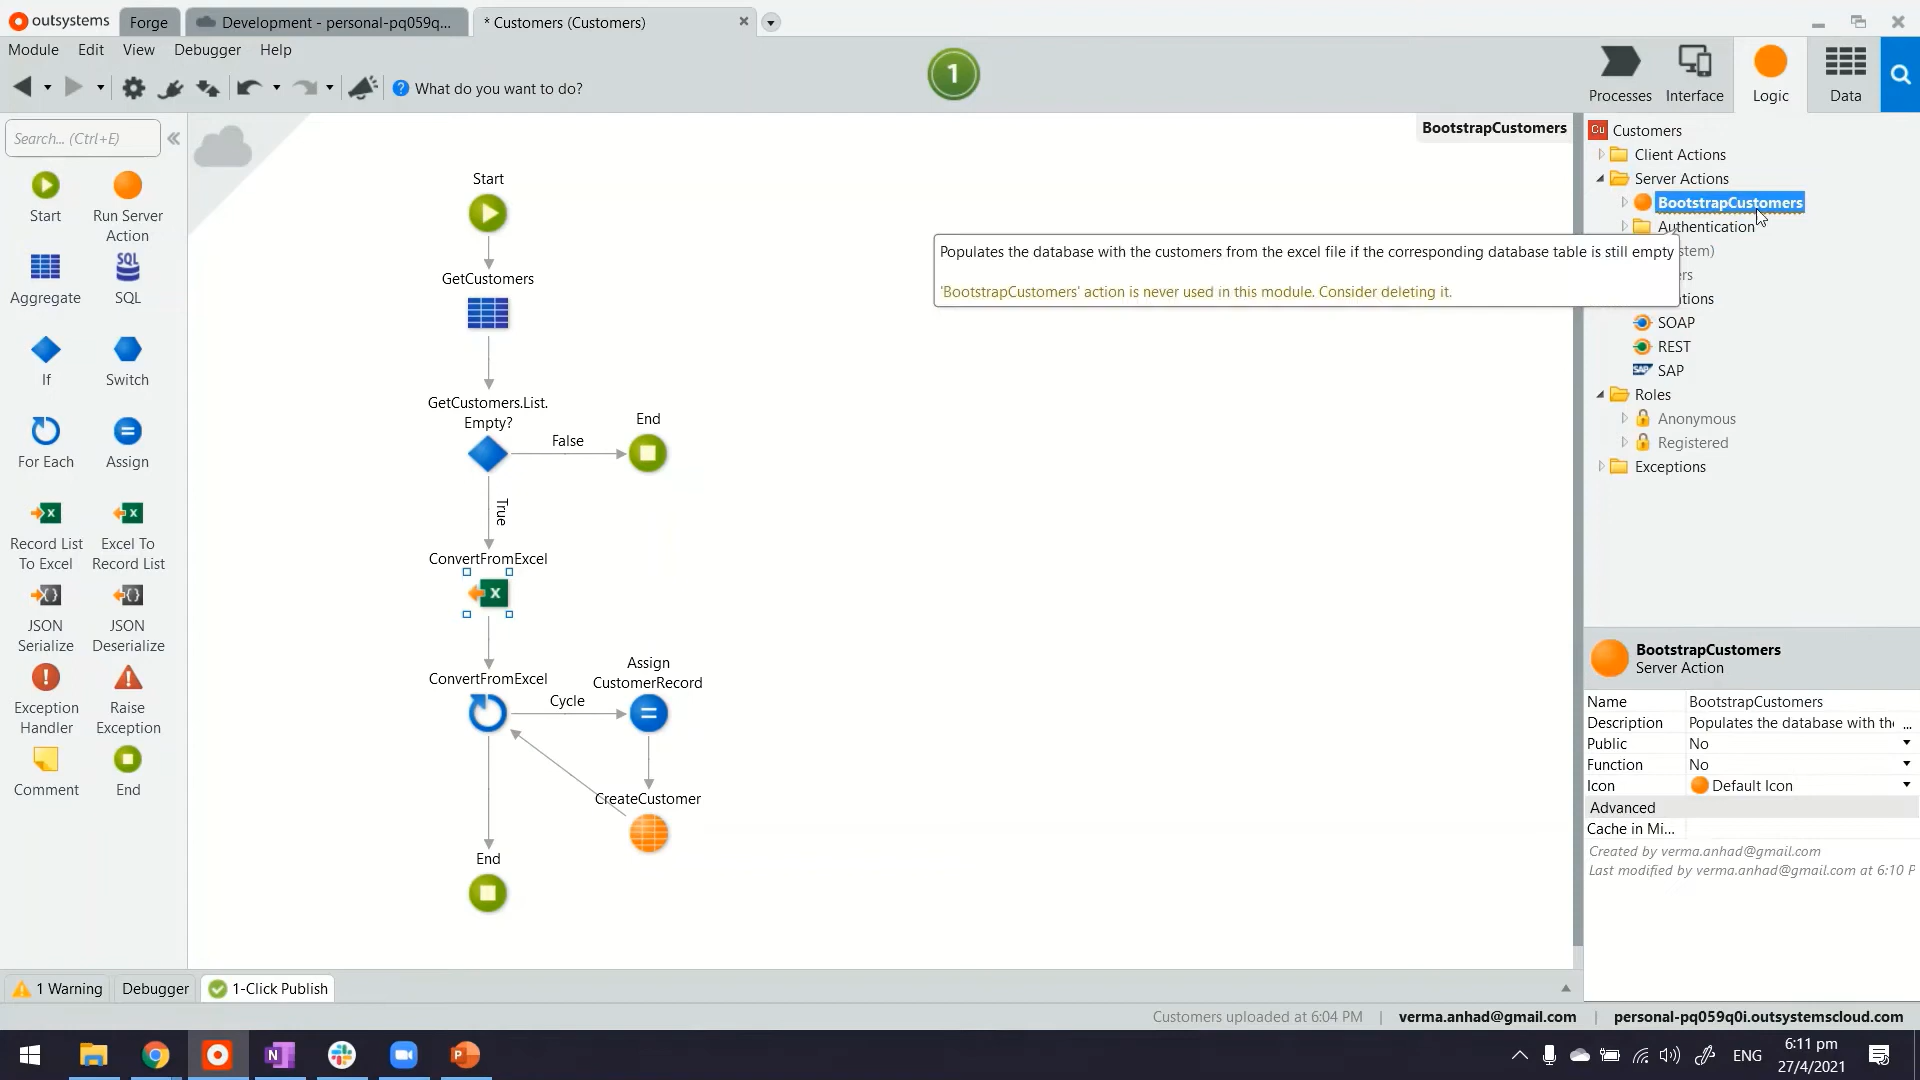 outsystems
Forge
Development - personal-pq059q...
* Customers (Customers)
Module
Edit
View
Debugger
Help
What do you want to do?
1
Processes
Interface
Logic
Data
Search... (Ctrl+E)
Start
Run Server
Action
Aggregate
SQL
SQL
If
Switch
For Each
Assign
Record List
To Excel
Excel To
Record List
JSON
Serialize
JSON
Deserialize
Exception
Handler
Raise
Exception
Comment
End
BootstrapCustomers
Start
GetCustomers
GetCustomers.List.
Empty?
False
End
True
ConvertFromExcel
ConvertFromExcel
Cycle
Assign
CustomerRecord
CreateCustomer
End
Populates the database with the customers from the excel file if the corresponding database table is still empty
'BootstrapCustomers' action is never used in this module. Consider deleting it.
Cu
Customers
Client Actions
Server Actions
BootstrapCustomers
Authentication
stem)
rs
tions
SOAP
REST
SAP
SAP
Roles
Anonymous
Registered
Exceptions
BootstrapCustomers
Server Action
Name
BootstrapCustomers
Description
Populates the database with the ...
Public
No
Function
No
Icon
Default Icon
Advanced
Cache in Mi...
Created by verma.anhad@gmail.com
Last modified by verma.anhad@gmail.com at 6:10 P
1 Warning
Debugger
1-Click Publish
Customers uploaded at 6:04 PM
verma.anhad@gmail.com
personal-pq059q0i.outsystemscloud.com
ENG
6:11 pm
27/4/2021